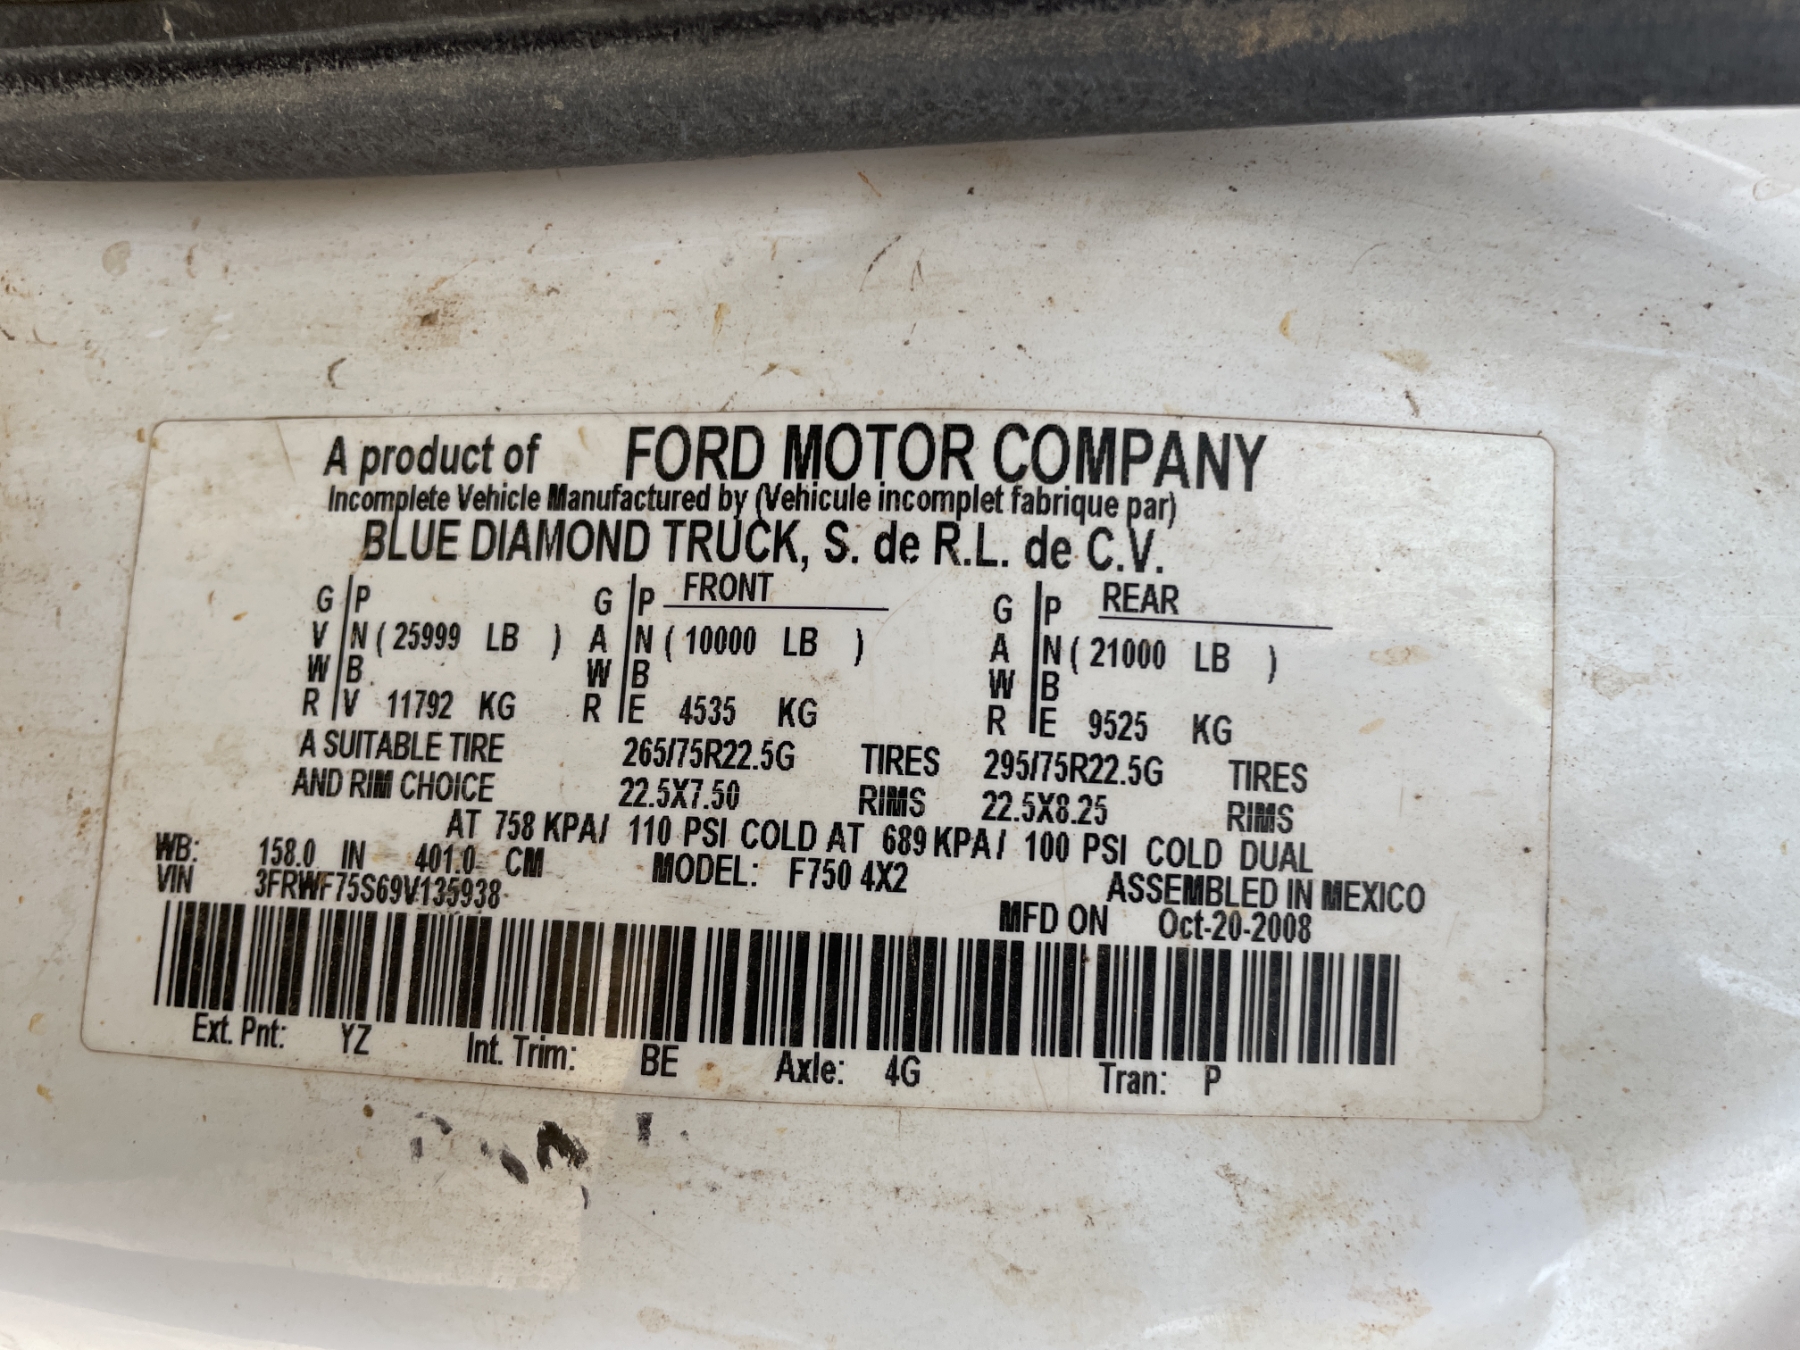 A product of FORD MOTOR COMPANY
Incomplete Vehicle Manufactured by (Vehicule incomplet fabrique par)
BLUE DIAMOND TRUCK, S. de R.L. de C.V.
G P G P FRONT G P REAR
V N ( 25999 LB ) A N ( 10000 LB ) A N ( 21000 LB )
W B W B W B
R V 11792 KG R E 4535 KG R E 9525 KG
A SUITABLE TIRE 265/75R22.5G TIRES 295/75R22.5G TIRES
AND RIM CHOICE 22.5X7.50 RIMS 22.5X8.25 RIMS
AT 758 KPA/ 110 PSI COLD AT 689 KPA/ 100 PSI COLD DUAL
WB: 158.0 IN 401.0 CM MODEL: F750 4X2 ASSEMBLED IN MEXICO
VIN 3FRWF75S69V135938 MFD ON Oct-20-2008
Ext. Pnt: YZ Int. Trim: BE Axle: 4G Tran: P